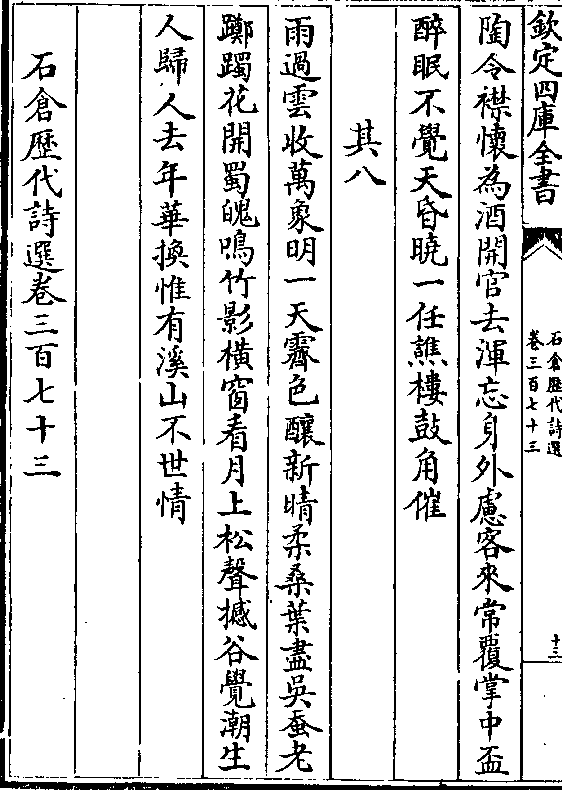 欽定四庫全書
石倉歴代詩選
卷三百七十三
十三
陶令襟懷為酒開官去渾忘身外慮客來常覆掌中盃
醉眠不覺天昏曉一任譙樓鼓角催
其八
雨過雲收萬象明一天霽色釀新晴柔桑葉盡吳蚕老
躑躅花開蜀魄鳴竹影橫窗看月上松聲撼谷覺潮生
人歸人去年華換惟有溪山不世情
石倉歴代詩選卷三百七十三